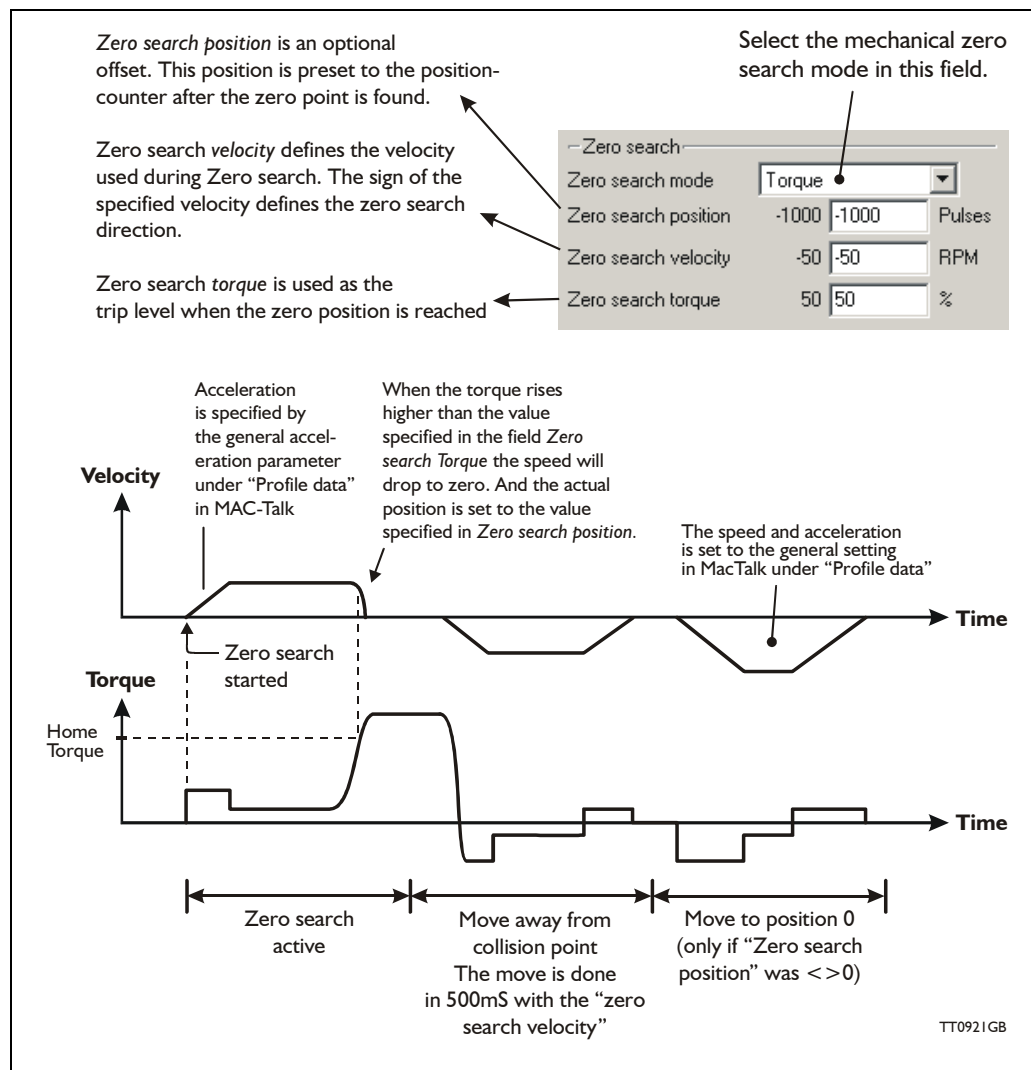 Zero search position is an optional
offset. This position is preset to the position-
counter after the zero point is found.
Select the mechanical zero
search mode in this field.
Zero search velocity defines the velocity
used during Zero search. The sign of the
specified velocity defines the zero search
direction.
Zero search torque is used as the
trip level when the zero position is reached
Zero search
Zero search mode Torque
Zero search position -1000 -1000 Pulses
Zero search velocity -50 -50 RPM
Zero search torque 50 50 %
Acceleration
is specified by
the general accel-
eration parameter
under “Profile data”
in MAC-Talk
When the torque rises
higher than the value
specified in the field Zero
search Torque the speed will
drop to zero. And the actual
position is set to the value
specified in Zero search position.
Velocity
The speed and acceleration
is set to the general setting
in MacTalk under “Profile data”
Time
Zero search
started
Torque
Home
Torque
Time
Zero search
active
Move away from
collision point
The move is done
in 500mS with the “zero
search velocity”
Move to position 0
(only if “Zero search
position” was <>0)
TT0921GB